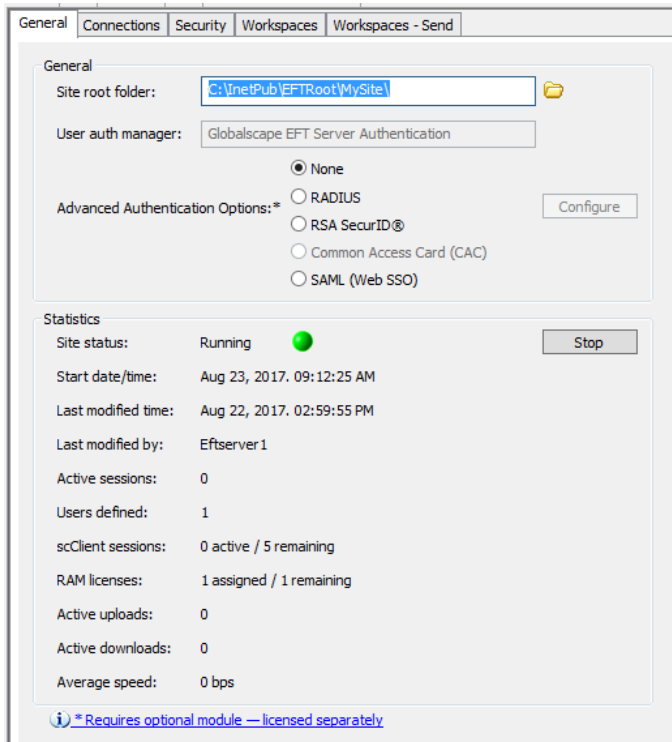 General Connections Security Workspaces Workspaces - Send
General
Site root folder: C:\InetPub\EFTRoot\MySite\
User auth manager: Globalscape EFT Server Authentication
None
RADIUS
Advanced Authentication Options:* Configure
RSA SecurID®
Common Access Card (CAC)
SAML (Web SSO)
Statistics
Site status: Running Stop
Start date/time: Aug 23, 2017. 09:12:25 AM
Last modified time: Aug 22, 2017. 02:59:55 PM
Last modified by: Eftserver1
Active sessions: 0
Users defined: 1
scClient sessions: 0 active / 5 remaining
RAM licenses: 1 assigned / 1 remaining
Active uploads: 0
Active downloads: 0
Average speed: 0 bps
* Requires optional module — licensed separately